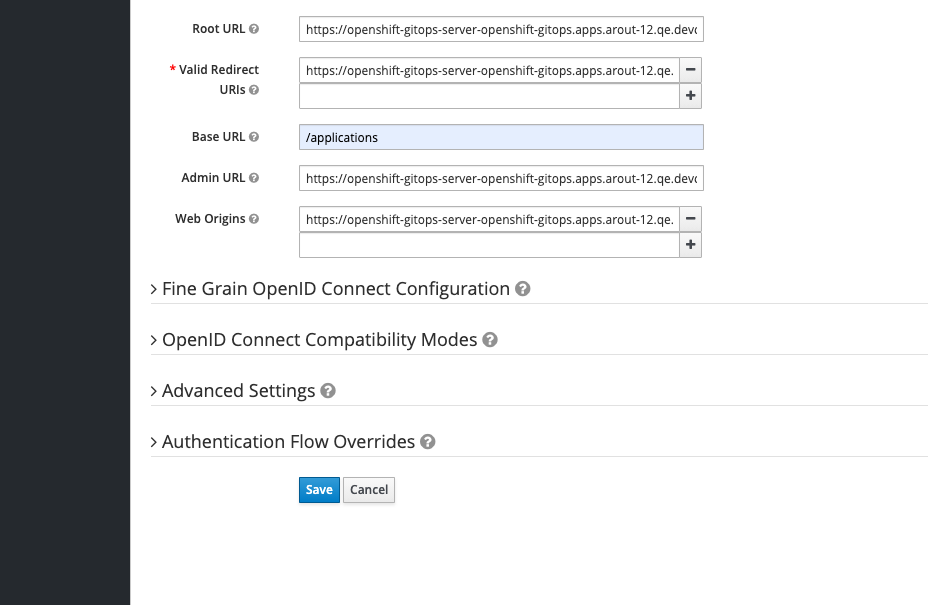 Root URL
https://openshift-gitops-server-openshift-gitops.apps.arout-12.qe.devc
* Valid Redirect
URIs
https://openshift-gitops-server-openshift-gitops.apps.arout-12.qe.
Base URL
/applications
Admin URL
https://openshift-gitops-server-openshift-gitops.apps.arout-12.qe.devc
Web Origins
https://openshift-gitops-server-openshift-gitops.apps.arout-12.qe.
Fine Grain OpenID Connect Configuration
OpenID Connect Compatibility Modes
Advanced Settings
Authentication Flow Overrides
Save Cancel